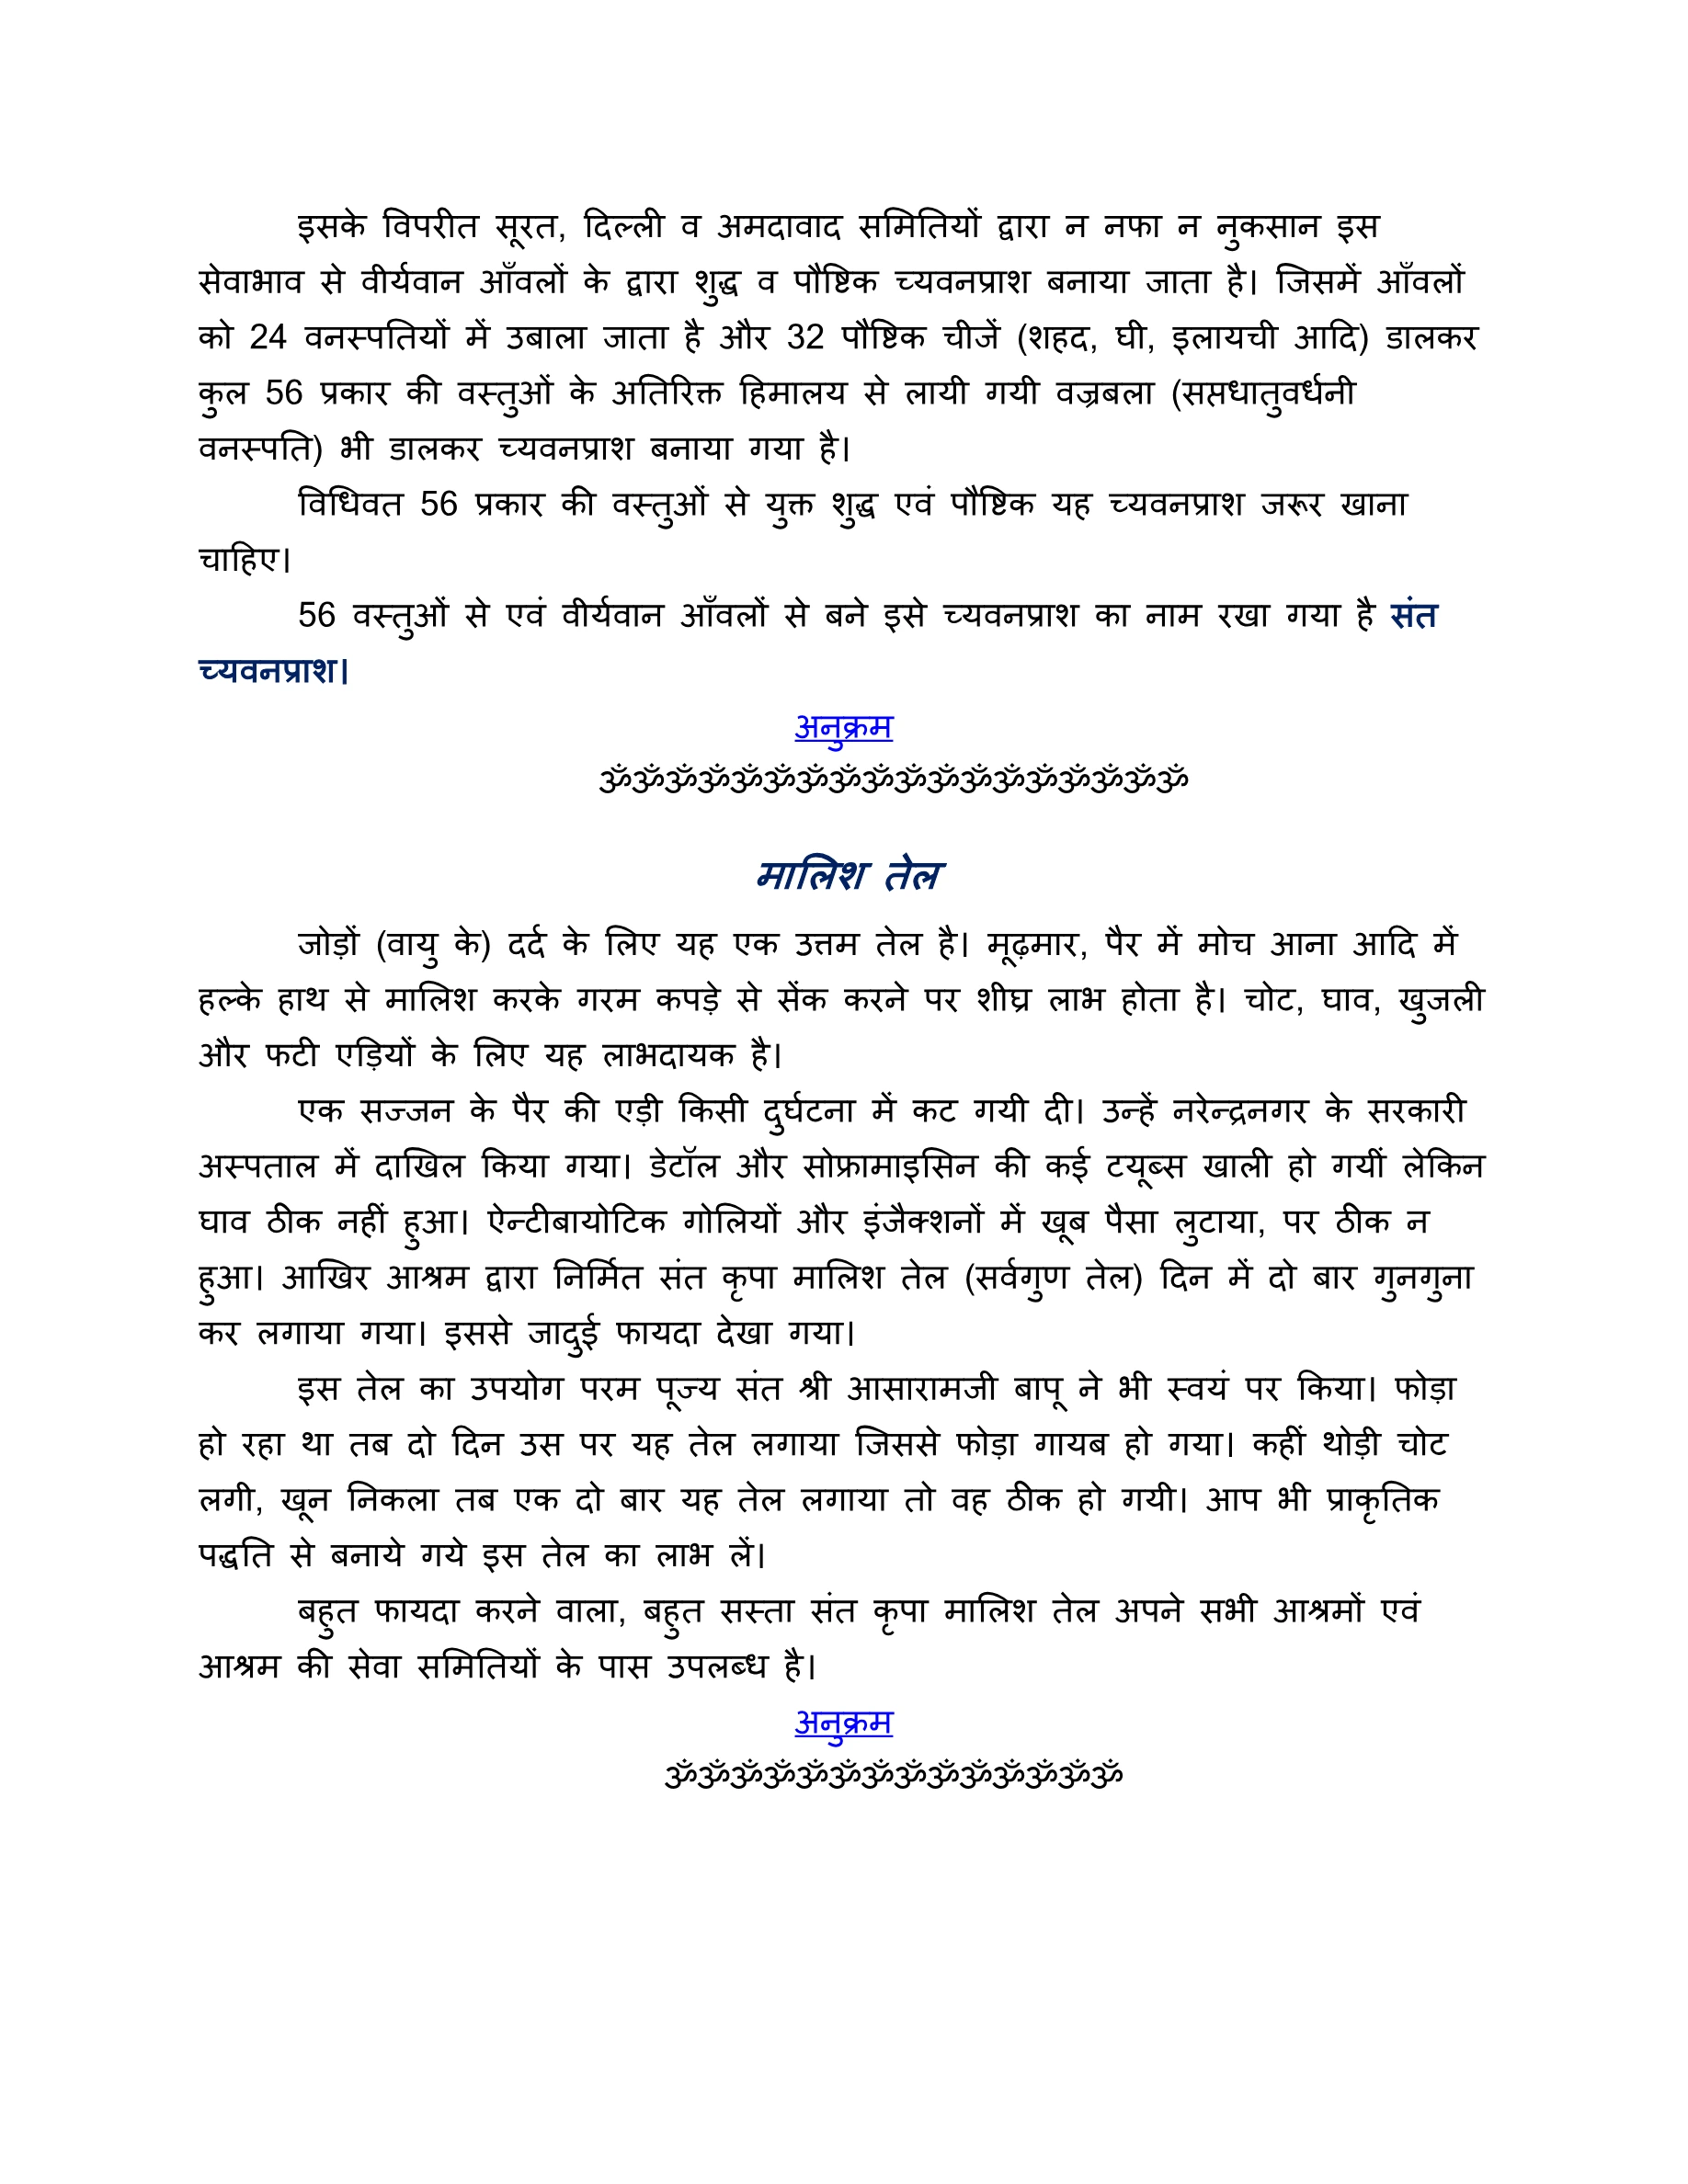 इसके विपरीत सूरत, दिल्ली व अमदावाद समितियों द्वारा न नफा न नुकसान इस
सेवाभाव से वीर्यवान आँवलों के द्वारा शुद्ध व पौष्टिक च्यवनप्राश बनाया जाता है। जिसमें आँवलों
को 24 वनस्पतियों में उबाला जाता है और 32 पौष्टिक चीजें (शहद, घी, इलायची आदि) डालकर
कुल 56 प्रकार की वस्तुओं के अतिरिक्त हिमालय से लायी गयी वज्रबला (सप्तधातुवर्धनी
वनस्पति) भी डालकर च्यवनप्राश बनाया गया है।
विधिवत 56 प्रकार की वस्तुओं से युक्त शुद्ध एवं पौष्टिक यह च्यवनप्राश जरूर खाना
चाहिए।
56 वस्तुओं से एवं वीर्यवान आँवलों से बने इसे च्यवनप्राश का नाम रखा गया है संत
च्यवनप्राश।
अनुक्रम
ॐॐॐॐॐॐॐॐॐॐॐॐॐॐॐॐॐॐ
मालिश तेल
जोड़ों (वायु के) दर्द के लिए यह एक उत्तम तेल है। मूढ़मार, पैर में मोच आना आदि में
हल्के हाथ से मालिश करके गरम कपड़े से सेंक करने पर शीघ्र लाभ होता है। चोट, घाव, खुजली
और फटी एड़ियों के लिए यह लाभदायक है।
एक सज्जन के पैर की एड़ी किसी दुर्घटना में कट गयी दी। उन्हें नरेन्द्रनगर के सरकारी
अस्पताल में दाखिल किया गया। डेटॉल और सोफ्रामाइसिन की कई टयूब्स खाली हो गयीं लेकिन
घाव ठीक नहीं हुआ। ऐन्टीबायोटिक गोलियों और इंजैक्शनों में खूब पैसा लुटाया, पर ठीक न
हुआ। आखिर आश्रम द्वारा निर्मित संत कृपा मालिश तेल (सर्वगुण तेल) दिन में दो बार गुनगुना
कर लगाया गया। इससे जादुई फायदा देखा गया।
इस तेल का उपयोग परम पूज्य संत श्री आसारामजी बापू ने भी स्वयं पर किया। फोड़ा
हो रहा था तब दो दिन उस पर यह तेल लगाया जिससे फोड़ा गायब हो गया। कहीं थोड़ी चोट
लगी, खून निकला तब एक दो बार यह तेल लगाया तो वह ठीक हो गयी। आप भी प्राकृतिक
पद्धति से बनाये गये इस तेल का लाभ लें।
बहुत फायदा करने वाला, बहुत सस्ता संत कृपा मालिश तेल अपने सभी आश्रमों एवं
आश्रम की सेवा समितियों के पास उपलब्ध है।
अनुक्रम
ॐॐॐॐॐॐॐॐॐॐॐॐॐॐ